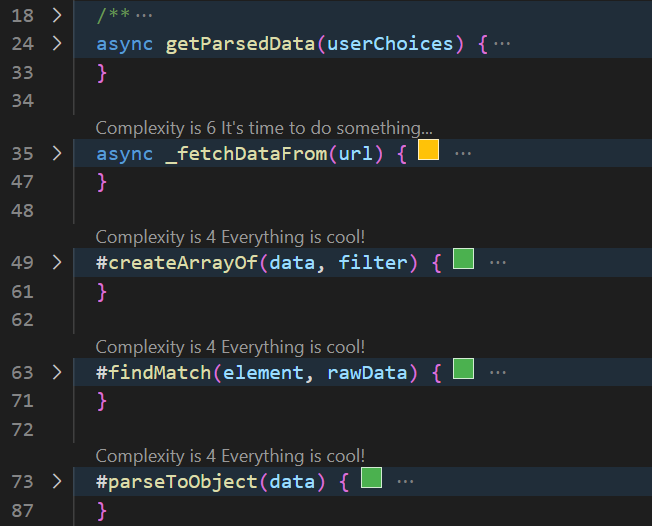 18 > /** ···
24 > async getParsedData(userChoices) { ···
33 }
34
Complexity is 6 It's time to do something...
35 > async _fetchDataFrom(url) { ···
47 }
48
Complexity is 4 Everything is cool!
49 > #createArrayOf(data, filter) { ···
61 }
62
Complexity is 4 Everything is cool!
63 > #findMatch(element, rawData) { ···
71 }
72
Complexity is 4 Everything is cool!
73 > #parseToObject(data) { ···
87 }